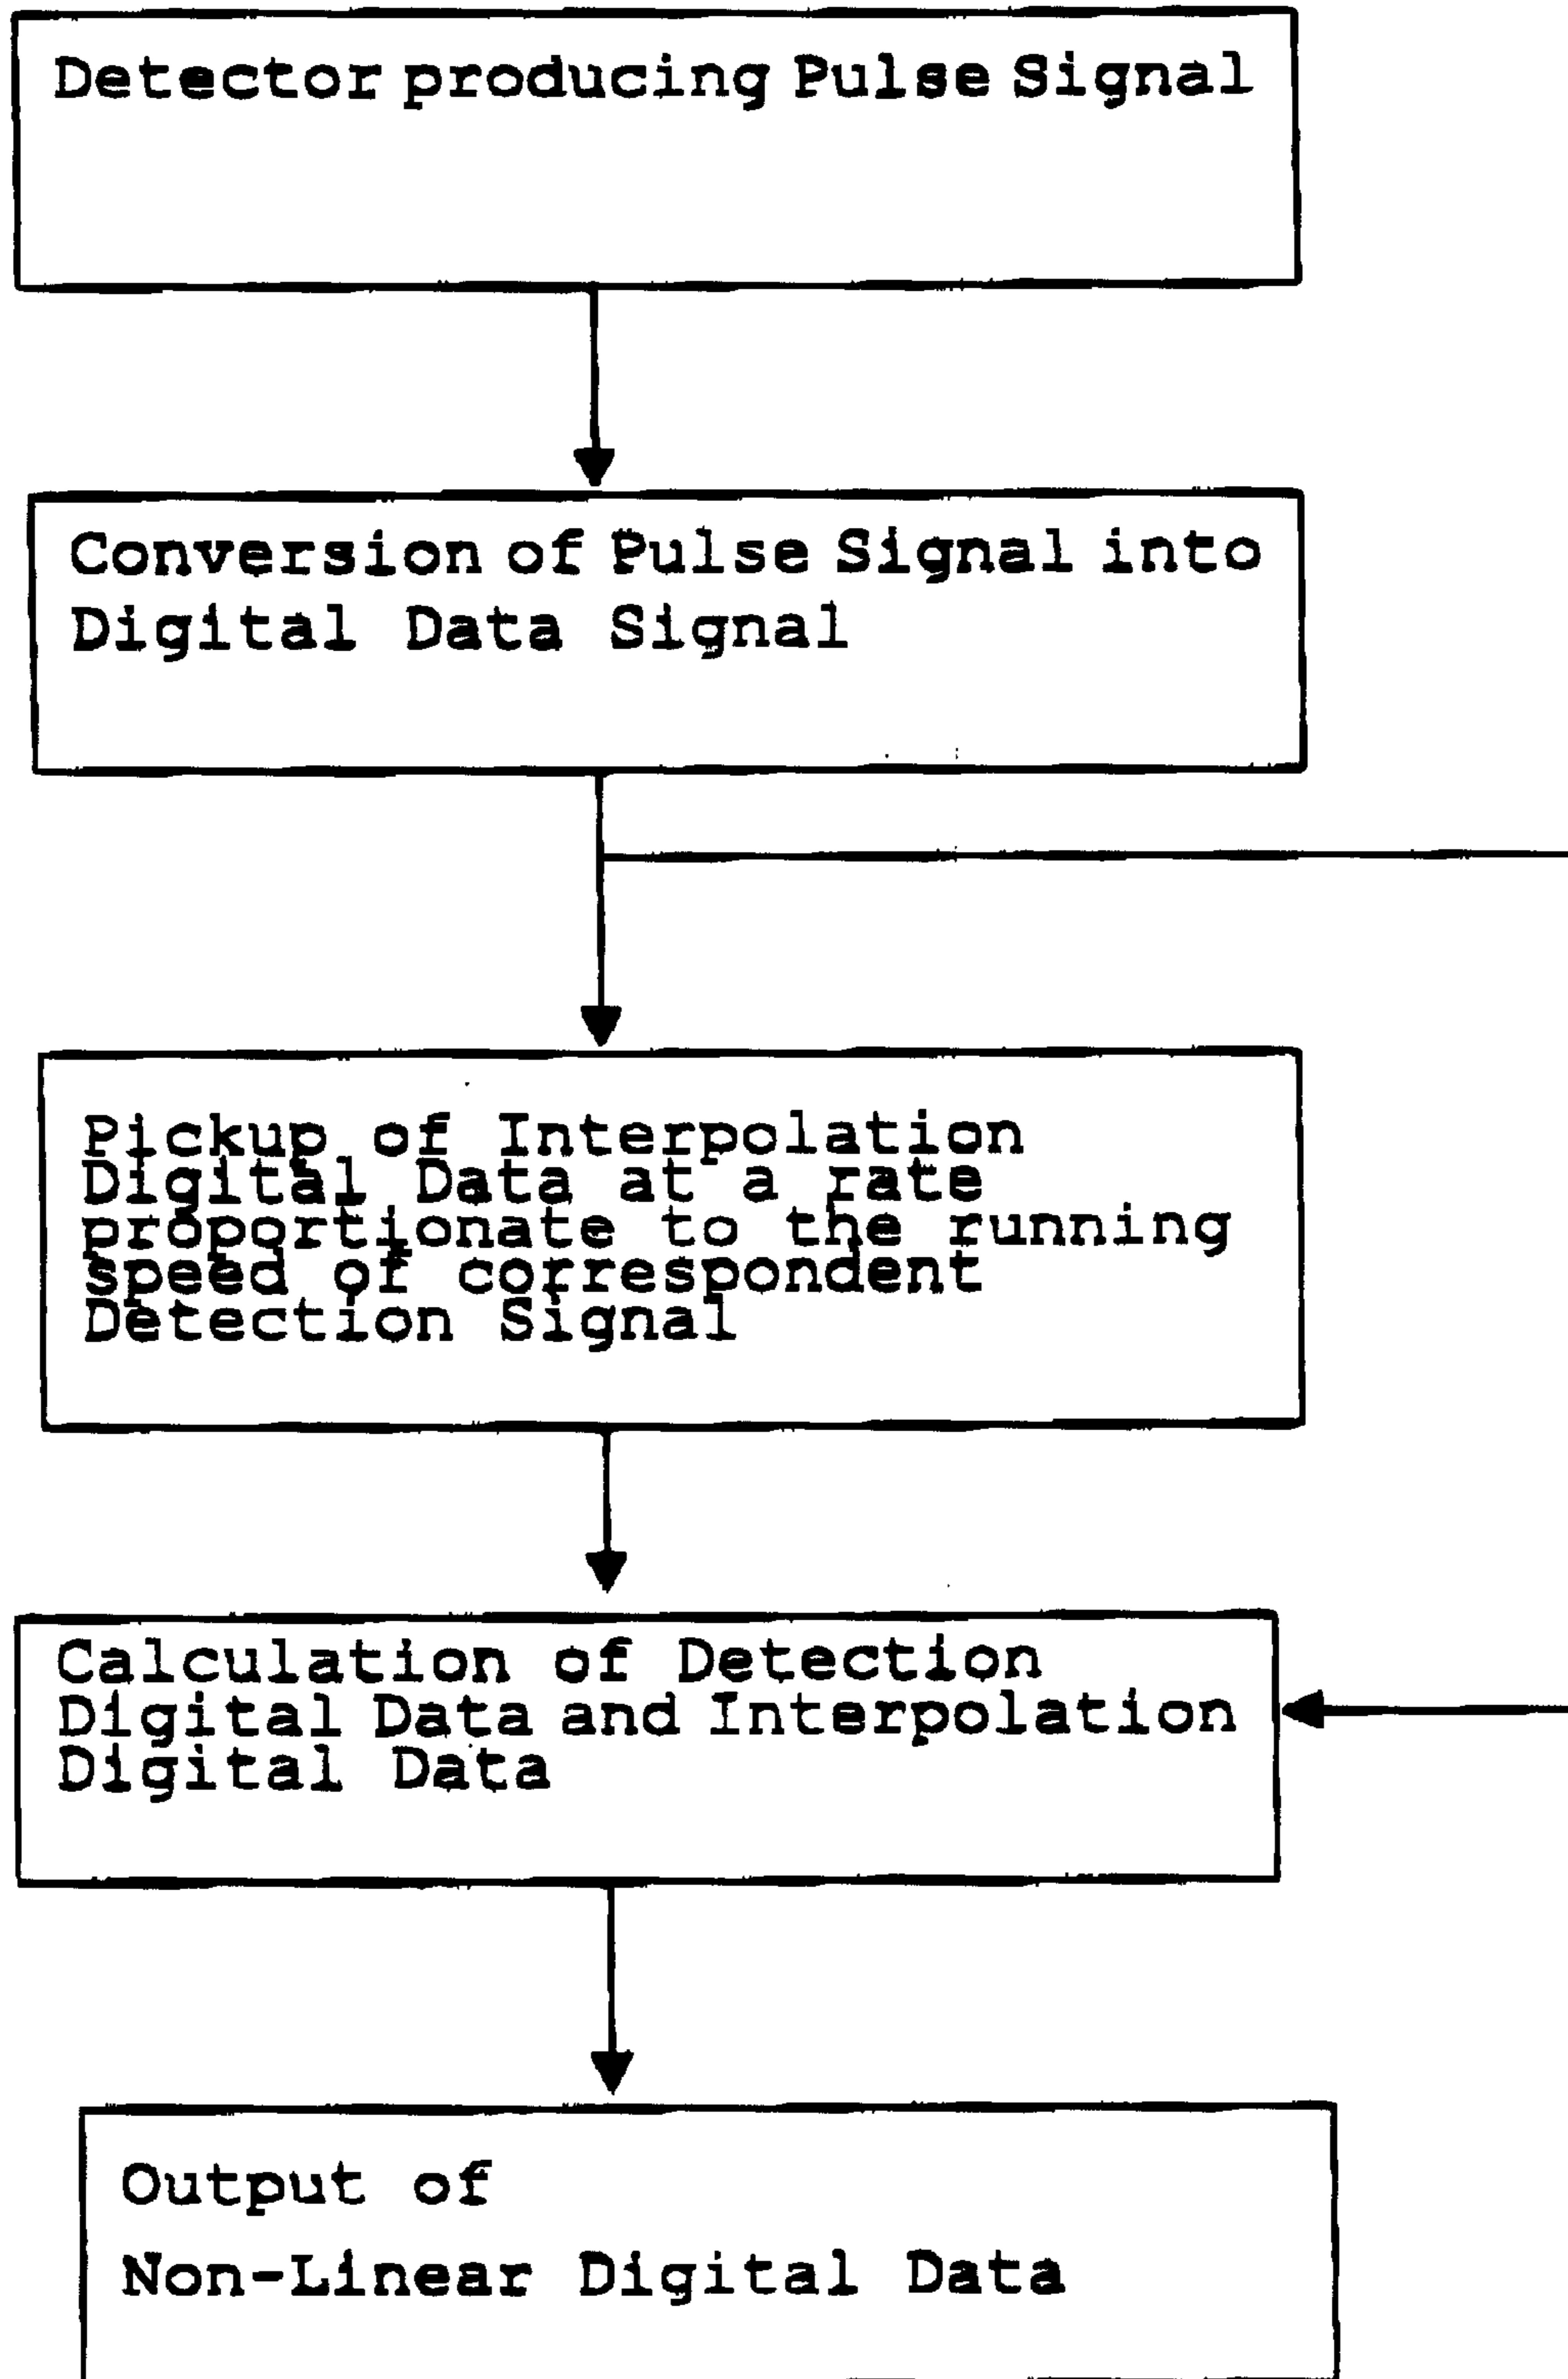 Detector producing Pulse Signal
Conversion of Pulse Signal into
Digital Data Signal
Pickup of Interpolation
Digital Data at a rate
proportionate to the running
speed of correspondent
Detection Signal
Calculation of Detection
Digital Data and Interpolation
Digital Data
Output of
Non-Linear Digital Data